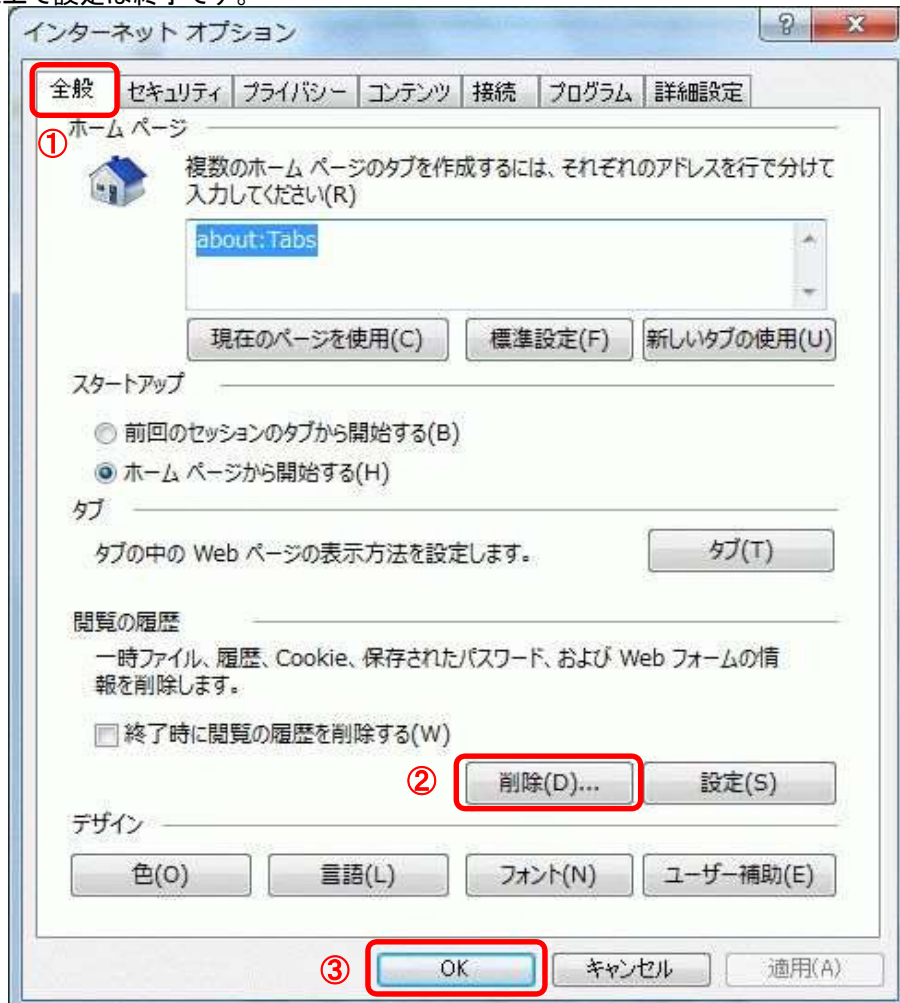 で設定は終了です。
インターネット オプション
全般 セキュリティ プライバシー コンテンツ 接続 プログラム 詳細設定
①
ホーム ページ
複数のホーム ページのタブを作成するには、それぞれのアドレスを行で分けて
入力してください(R)
about:Tabs
現在のページを使用(C) 標準設定(F) 新しいタブの使用(U)
スタートアップ
前回のセッションのタブから開始する(B)
ホーム ページから開始する(H)
タブ
タブの中の Web ページの表示方法を設定します。 タブ(T)
閲覧の履歴
一時ファイル、履歴、Cookie、保存されたパスワード、および Web フォームの情
報を削除します。
終了時に閲覧の履歴を削除する(W)
② 削除(D)... 設定(S)
デザイン
色(O) 言語(L) フォント(N) ユーザー補助(E)
③ OK キャンセル 適用(A)